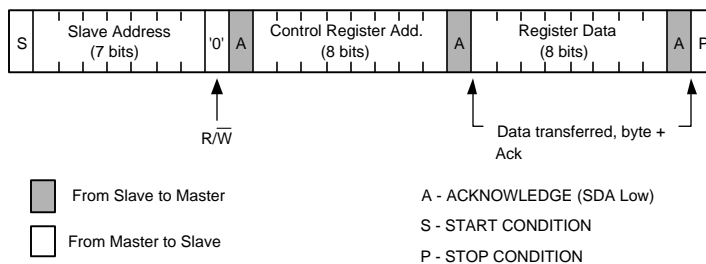 S Slave Address (7 bits) '0' A Control Register Add. (8 bits) A Register Data (8 bits) A P
R/W̅
Data transferred, byte + Ack
From Slave to Master
From Master to Slave
A - ACKNOWLEDGE (SDA Low)
S - START CONDITION
P - STOP CONDITION